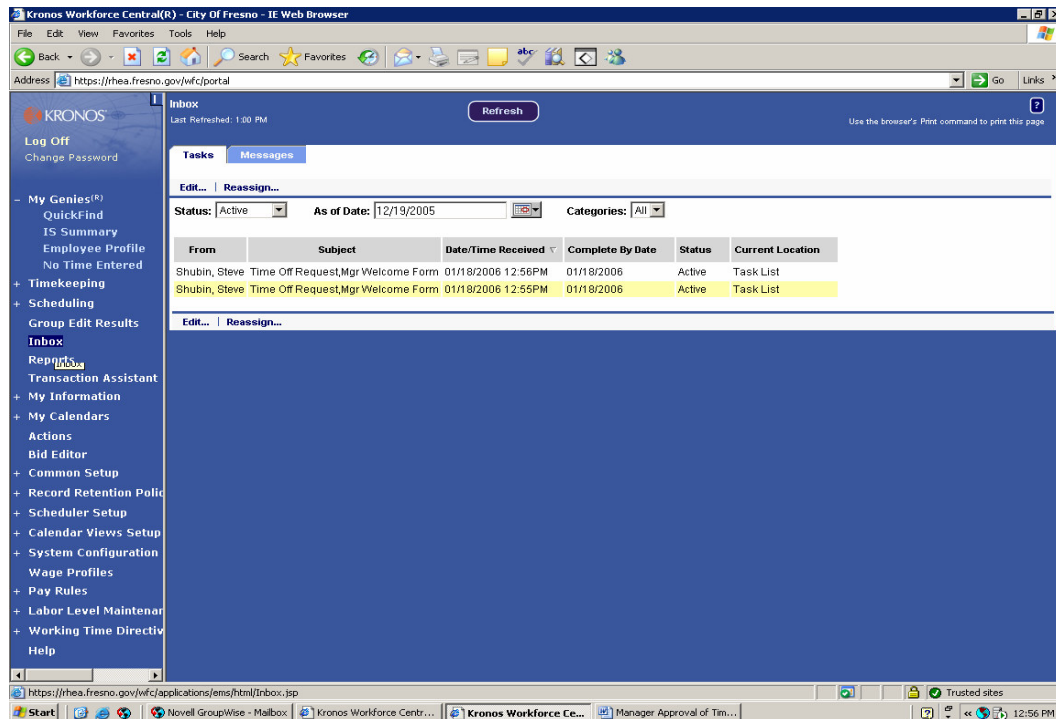 Kronos Workforce Central(R) - City Of Fresno - IE Web Browser
File Edit View Favorites Tools Help
Back Search Favorites
Address https://rhea.fresno.gov/wfc/portal Go Links
KRONOS
Log Off
Change Password
- My Genies(R)
QuickFind
IS Summary
Employee Profile
No Time Entered
+ Timekeeping
+ Scheduling
Group Edit Results
Inbox
Reports
Inbox
Transaction Assistant
+ My Information
+ My Calendars
Actions
Bid Editor
+ Common Setup
+ Record Retention Polic
+ Scheduler Setup
+ Calendar Views Setup
+ System Configuration
Wage Profiles
+ Pay Rules
+ Labor Level Maintenar
+ Working Time Directiv
Help
Inbox
Last Refreshed: 1:00 PM
Refresh
Use the browser's Print command to print this page
Tasks Messages
Edit... | Reassign...
Status: Active As of Date: 12/19/2005 Categories: All
From Subject Date/Time Received Complete By Date Status Current Location
Shubin, Steve Time Off Request,Mgr Welcome Form 01/18/2006 12:56PM 01/18/2006 Active Task List
Shubin, Steve Time Off Request,Mgr Welcome Form 01/18/2006 12:55PM 01/18/2006 Active Task List
Edit... | Reassign...
https://rhea.fresno.gov/wfc/applications/ems/html/Inbox.jsp Trusted sites
Start Novell GroupWise - Mailbox Kronos Workforce Centr... Kronos Workforce Ce... Manager Approval of Tim... 12:56 PM